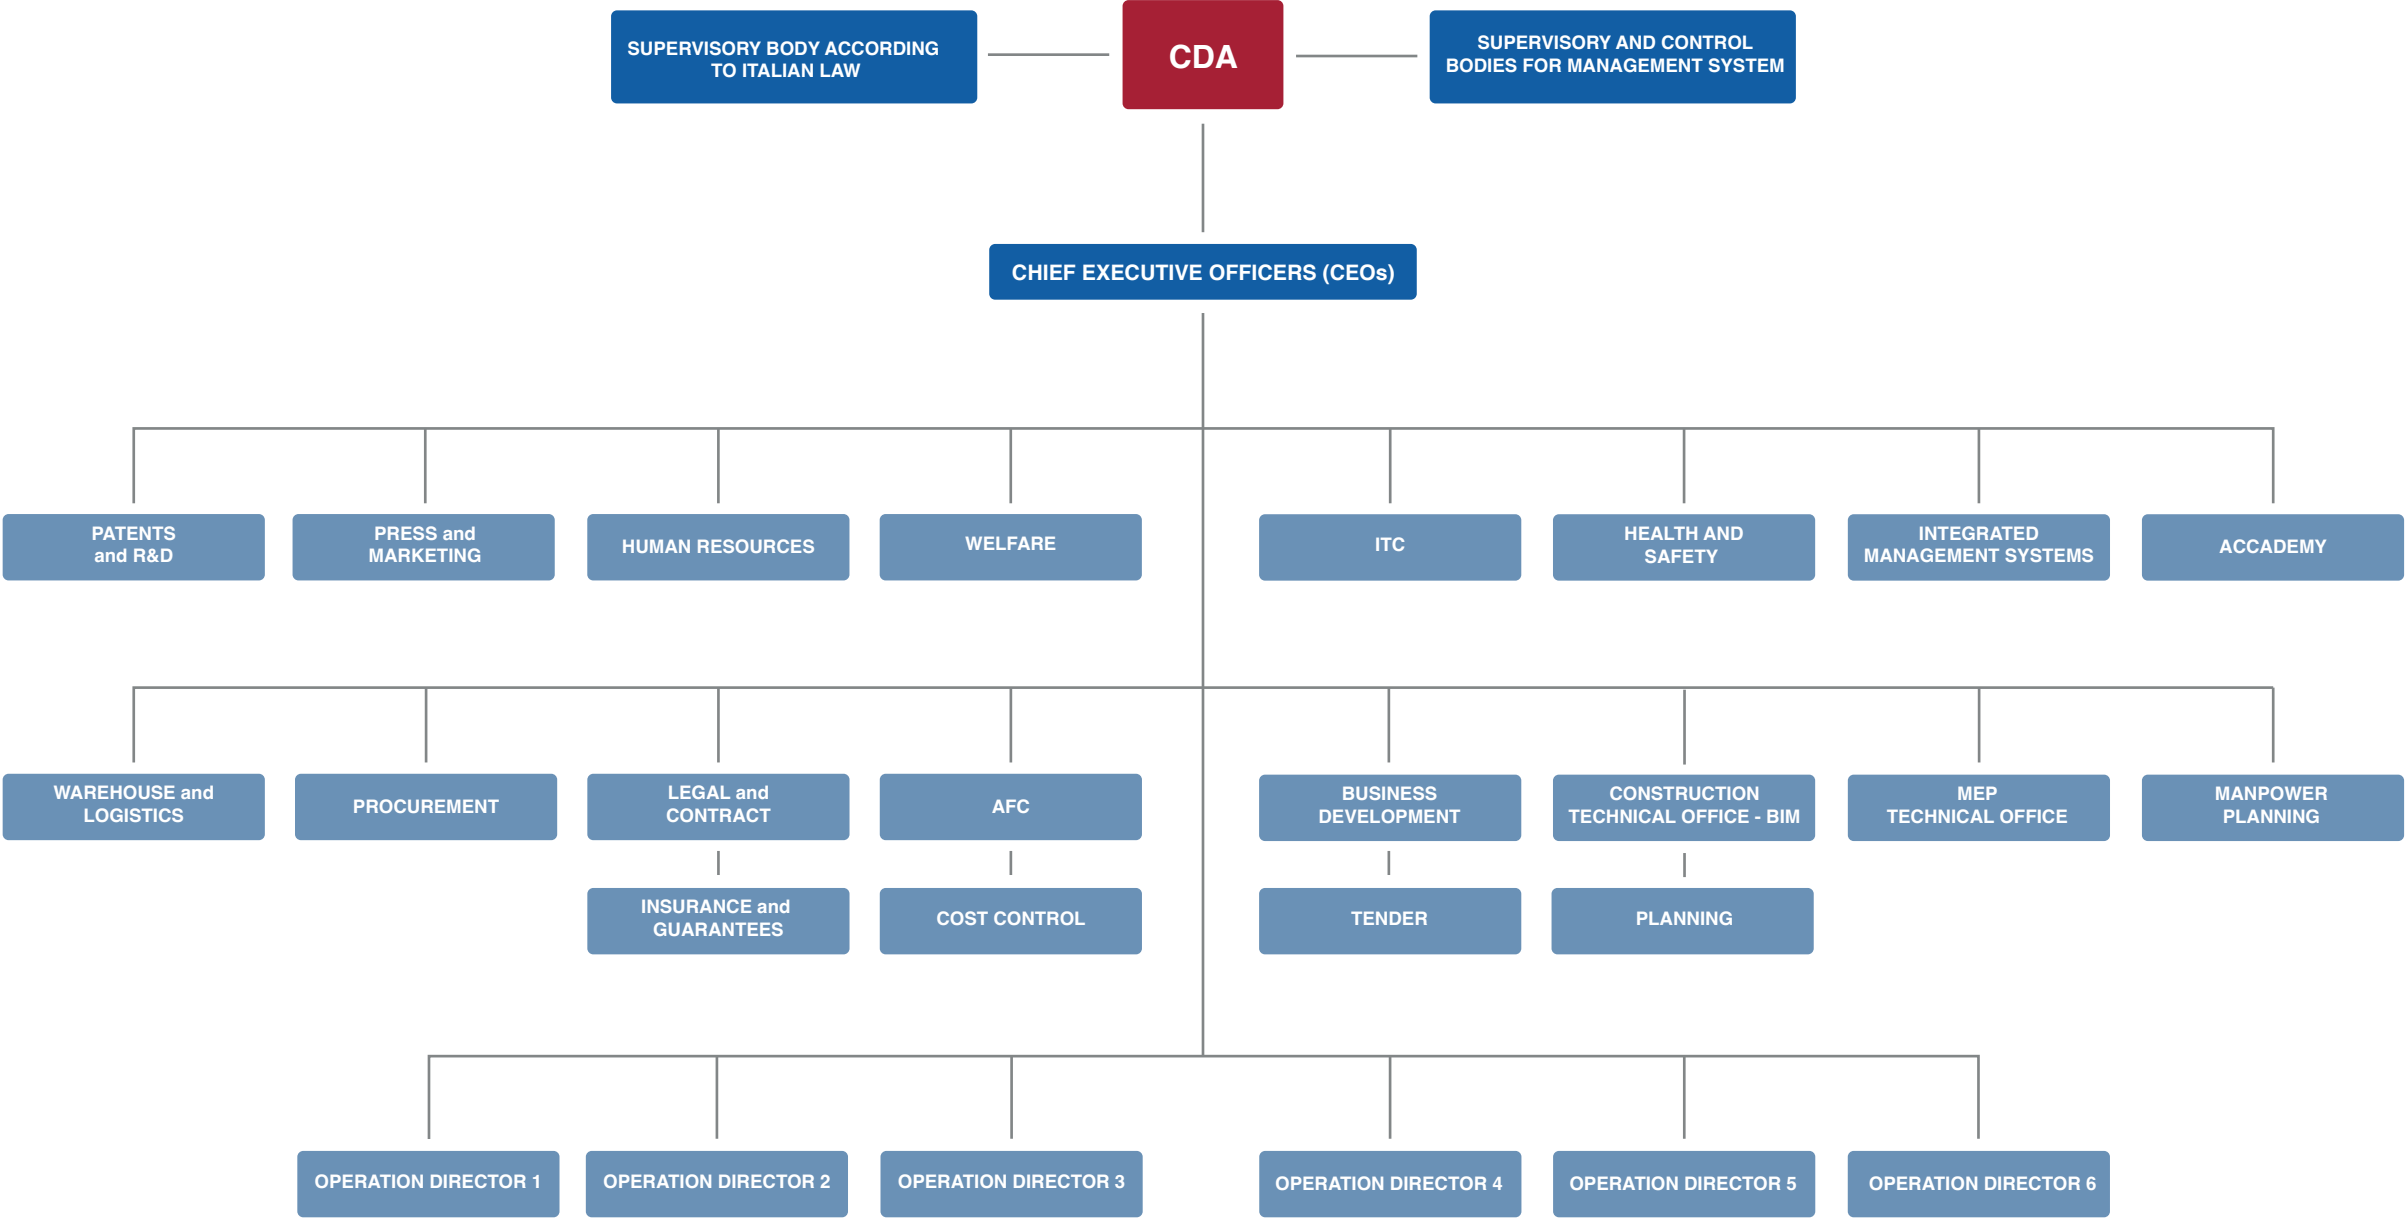 SUPERVISORY BODY ACCORDING
TO ITALIAN LAW
CDA
SUPERVISORY AND CONTROL
BODIES FOR MANAGEMENT SYSTEM
CHIEF EXECUTIVE OFFICERS (CEOs)
PATENTS
and R&D
PRESS and
MARKETING
HUMAN RESOURCES
WELFARE
ITC
HEALTH AND
SAFETY
INTEGRATED
MANAGEMENT SYSTEMS
ACCADEMY
WAREHOUSE and
LOGISTICS
PROCUREMENT
LEGAL and
CONTRACT
AFC
BUSINESS
DEVELOPMENT
CONSTRUCTION
TECHNICAL OFFICE - BIM
MEP
TECHNICAL OFFICE
MANPOWER
PLANNING
INSURANCE and
GUARANTEES
COST CONTROL
TENDER
PLANNING
OPERATION DIRECTOR 1
OPERATION DIRECTOR 2
OPERATION DIRECTOR 3
OPERATION DIRECTOR 4
OPERATION DIRECTOR 5
OPERATION DIRECTOR 6